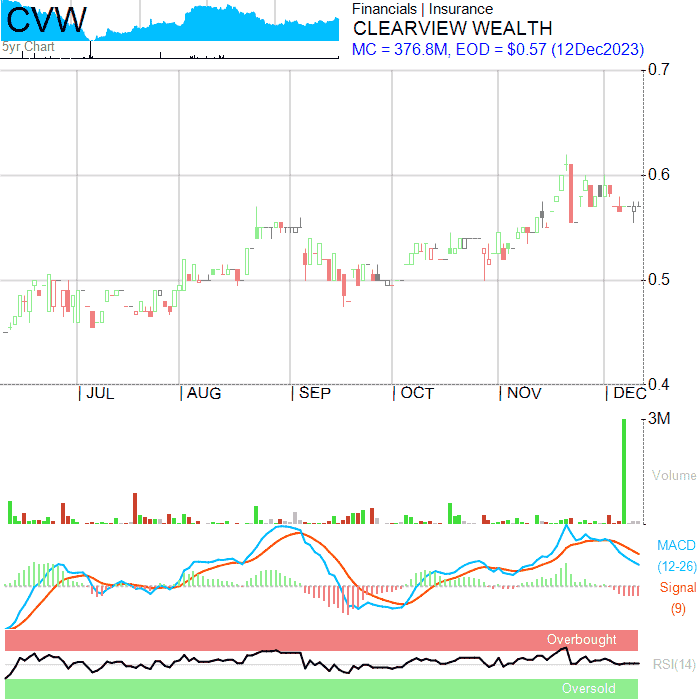 CVW
5yr Chart
Financials | Insurance
CLEARVIEW WEALTH
MC = 376.8M, EOD = $0.57 (12Dec2023)
0.7
0.6
0.5
0.4
JUL
AUG
SEP
OCT
NOV
DEC
3M
Volume
MACD
(12-26)
Signal
(9)
Overbought
RSI(14)
Oversold